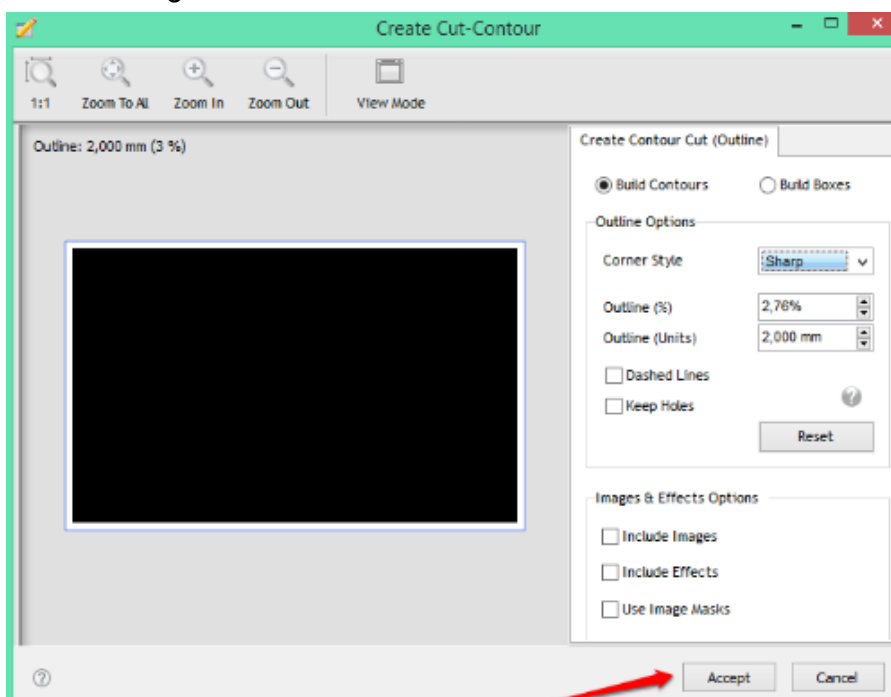 Create Cut-Contour
1:1 Zoom To All Zoom In Zoom Out View Mode
Outline: 2,000 mm (3 %)
Create Contour Cut (Outline)
Build Contours Build Boxes
Outline Options
Corner Style Sharp
Outline (%) 2,76%
Outline (Units) 2,000 mm
Dashed Lines
Keep Holes
Reset
Images & Effects Options
Include Images
Include Effects
Use Image Masks
Accept Cancel